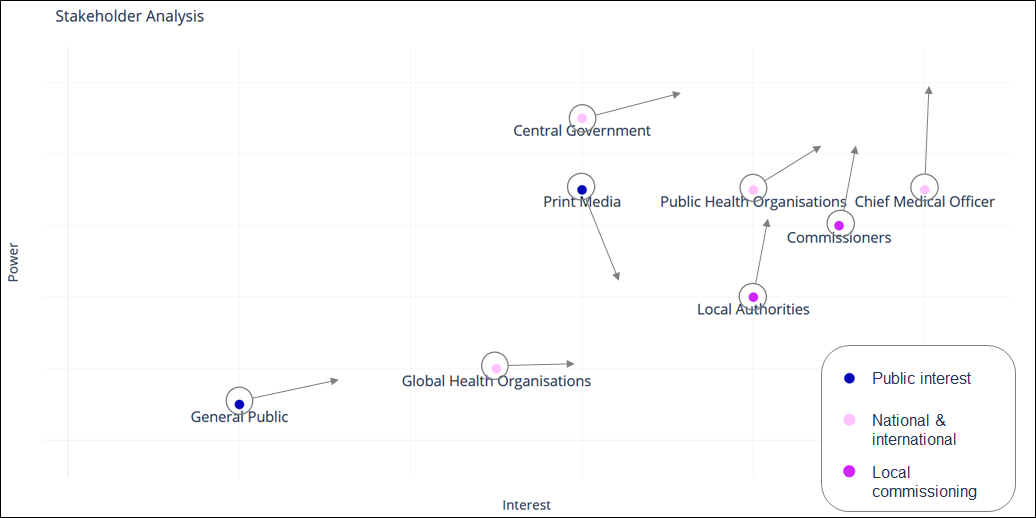 Stakeholder Analysis
Central Government
Print Media
Public Health Organisations
Chief Medical Officer
Commissioners
Local Authorities
Global Health Organisations
General Public
Power
Interest
Public interest
National &
international
Local
commissioning